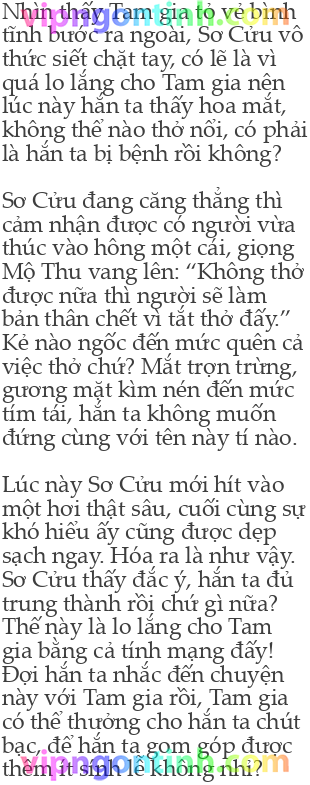 vipngontinh.com
Nhìn thấy Tam gia tỏ vẻ bình
tĩnh bước ra ngoài, Sơ Cửu vô
thức siết chặt tay, có lẽ là vì
quá lo lắng cho Tam gia nên
lúc này hắn ta thấy hoa mắt,
không thể nào thở nổi, có phải
là hắn ta bị bệnh rồi không?
Sơ Cửu đang căng thẳng thì
cảm nhận được có người vừa
thúc vào hông một cái, giọng
Mộ Thu vang lên: “Không thở
được nữa thì người sẽ làm
bản thân chết vì tắt thở đấy.”
Kẻ nào ngốc đến mức quên cả
việc thở chứ? Mắt trợn trừng,
gương mặt kìm nén đến mức
tím tái, hắn ta không muốn
đứng cùng với tên này tí nào.
Lúc này Sơ Cửu mới hít vào
một hơi thật sâu, cuối cùng sự
khó hiểu ấy cũng được dẹp
sạch ngay. Hóa ra là như vậy.
Sơ Cửu thấy đắc ý, hắn ta đủ
trung thành rồi chứ gì nữa?
Thế này là lo lắng cho Tam
gia bằng cả tính mạng đấy!
Đợi hắn ta nhắc đến chuyện
này với Tam gia rồi, Tam gia
có thể thưởng cho hắn ta chút
bạc, để hắn ta gom góp được
thêm ít sính lễ không nhỉ?
vipngontinh.com